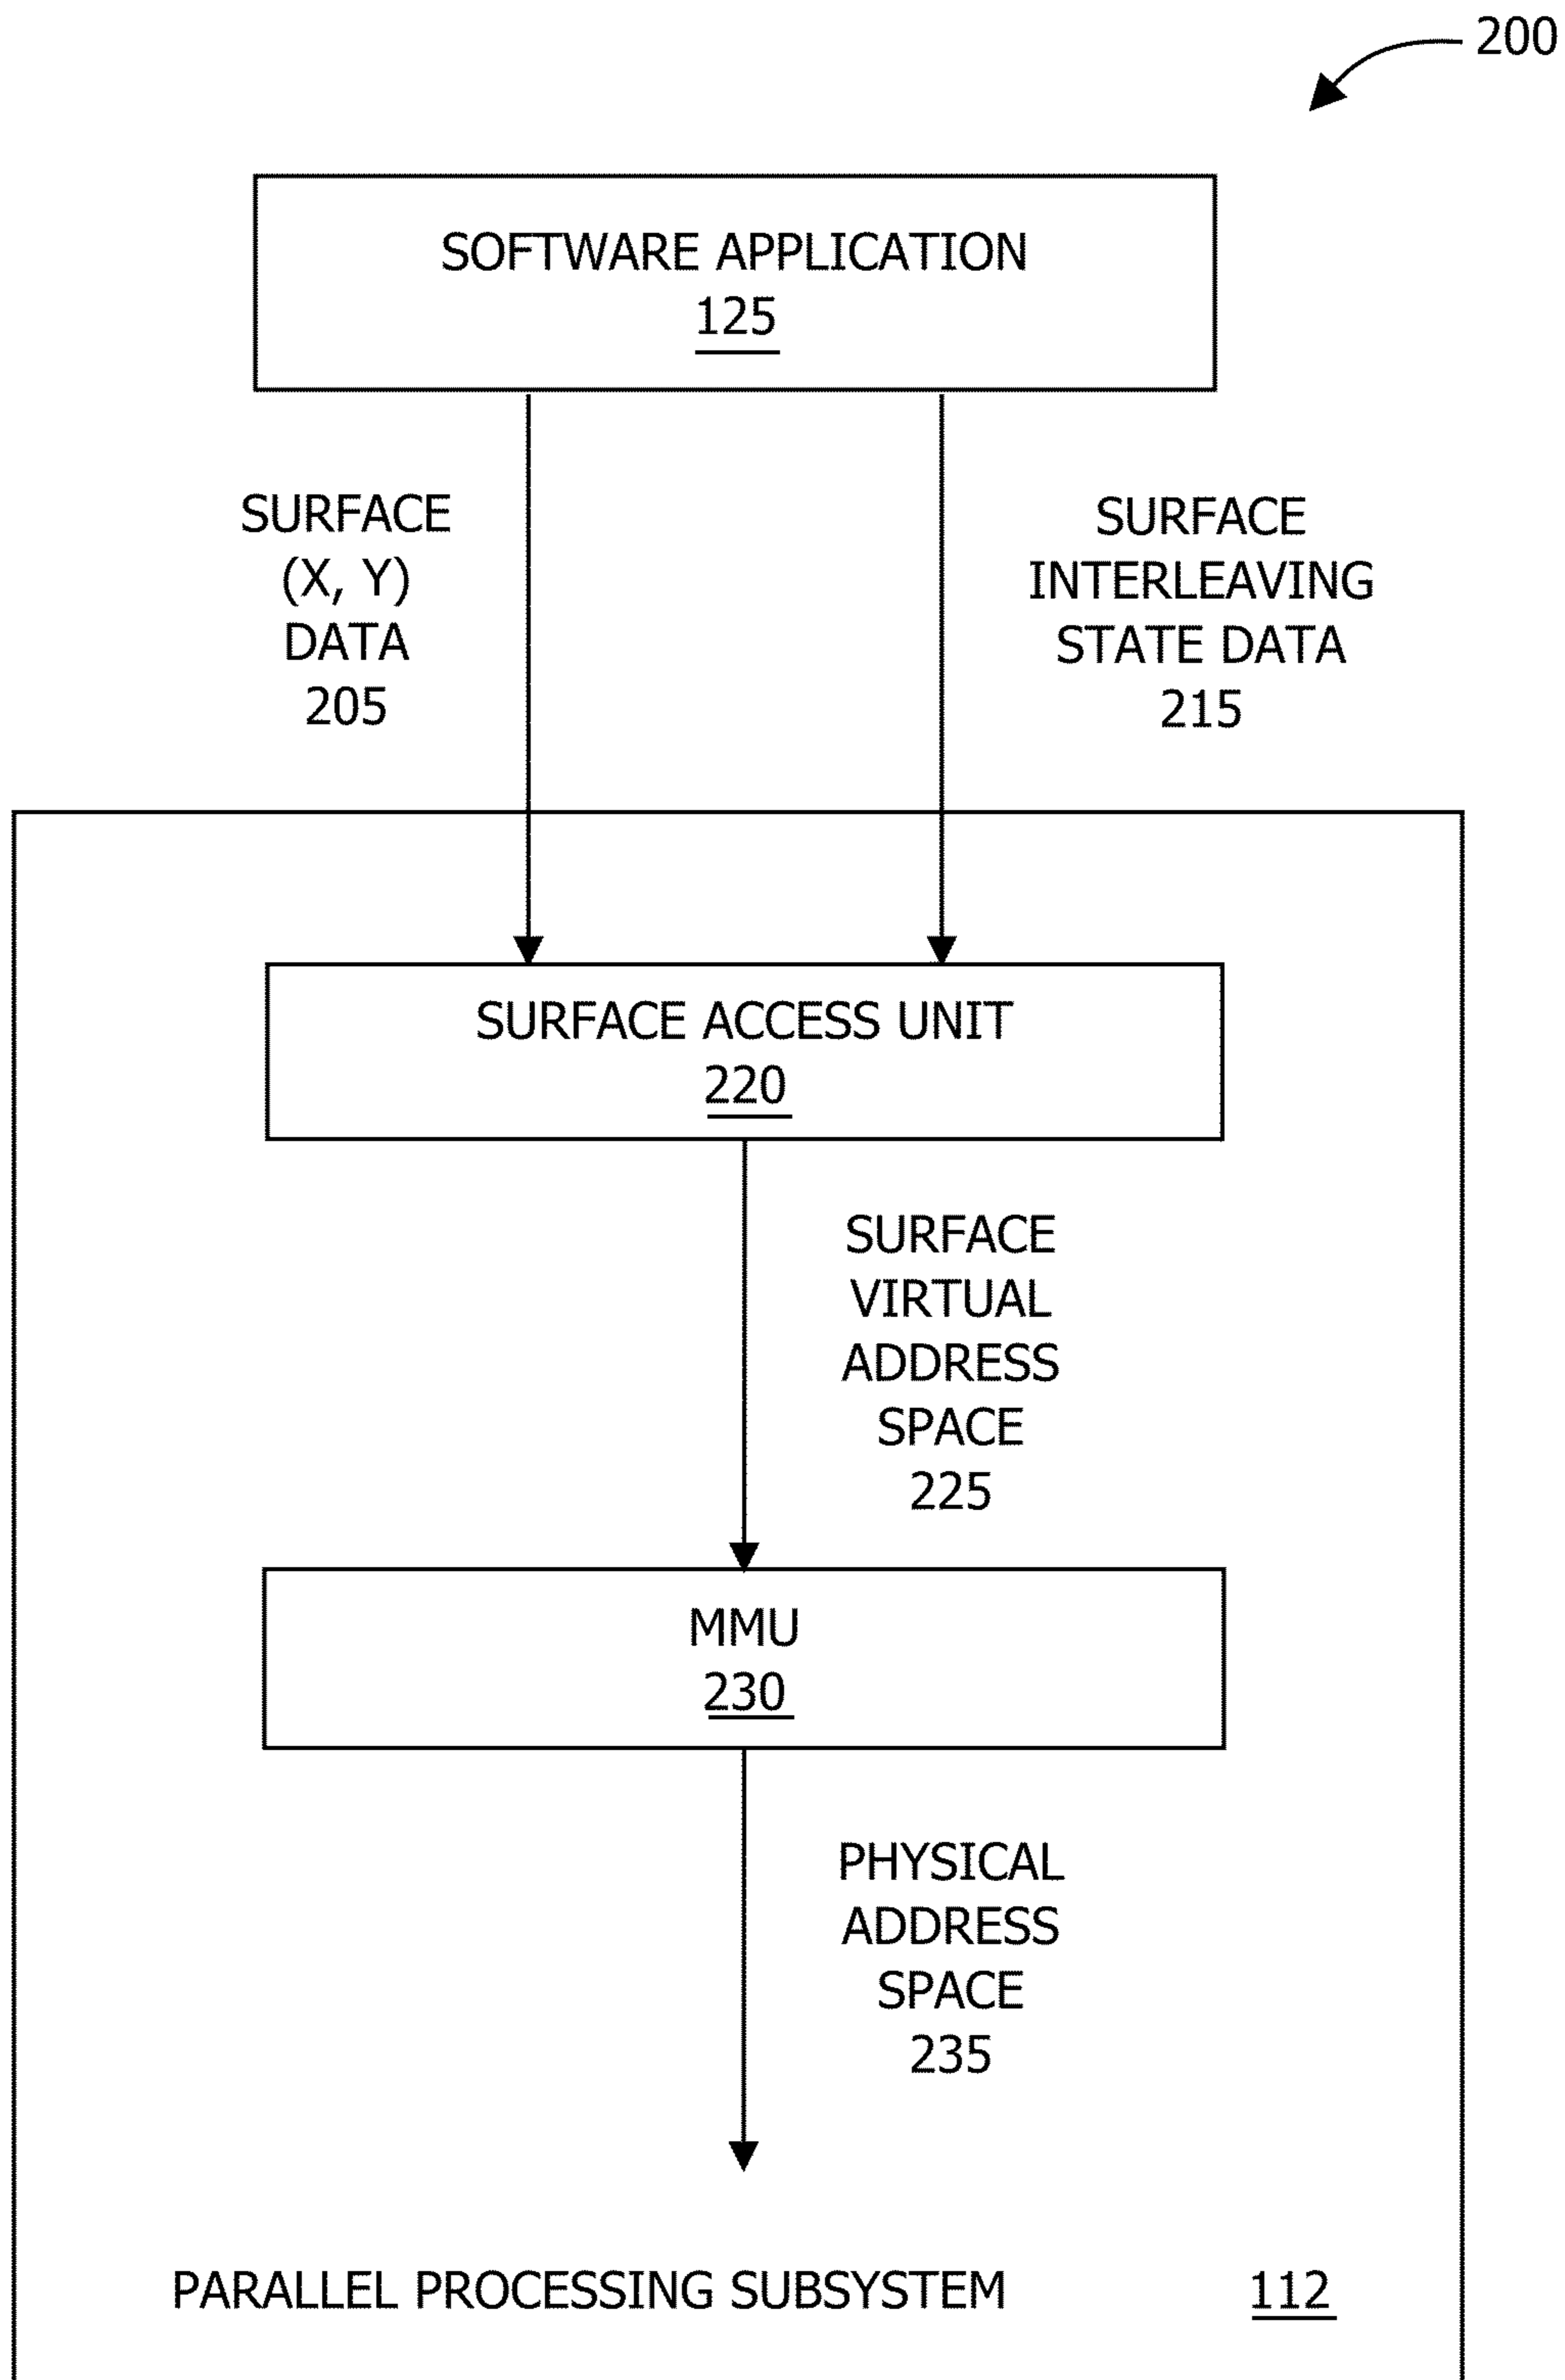 200
SOFTWARE APPLICATION
125
SURFACE
(X, Y)
DATA
205
SURFACE
INTERLEAVING
STATE DATA
215
SURFACE ACCESS UNIT
220
SURFACE
VIRTUAL
ADDRESS
SPACE
225
MMU
230
PHYSICAL
ADDRESS
SPACE
235
PARALLEL PROCESSING SUBSYSTEM 112